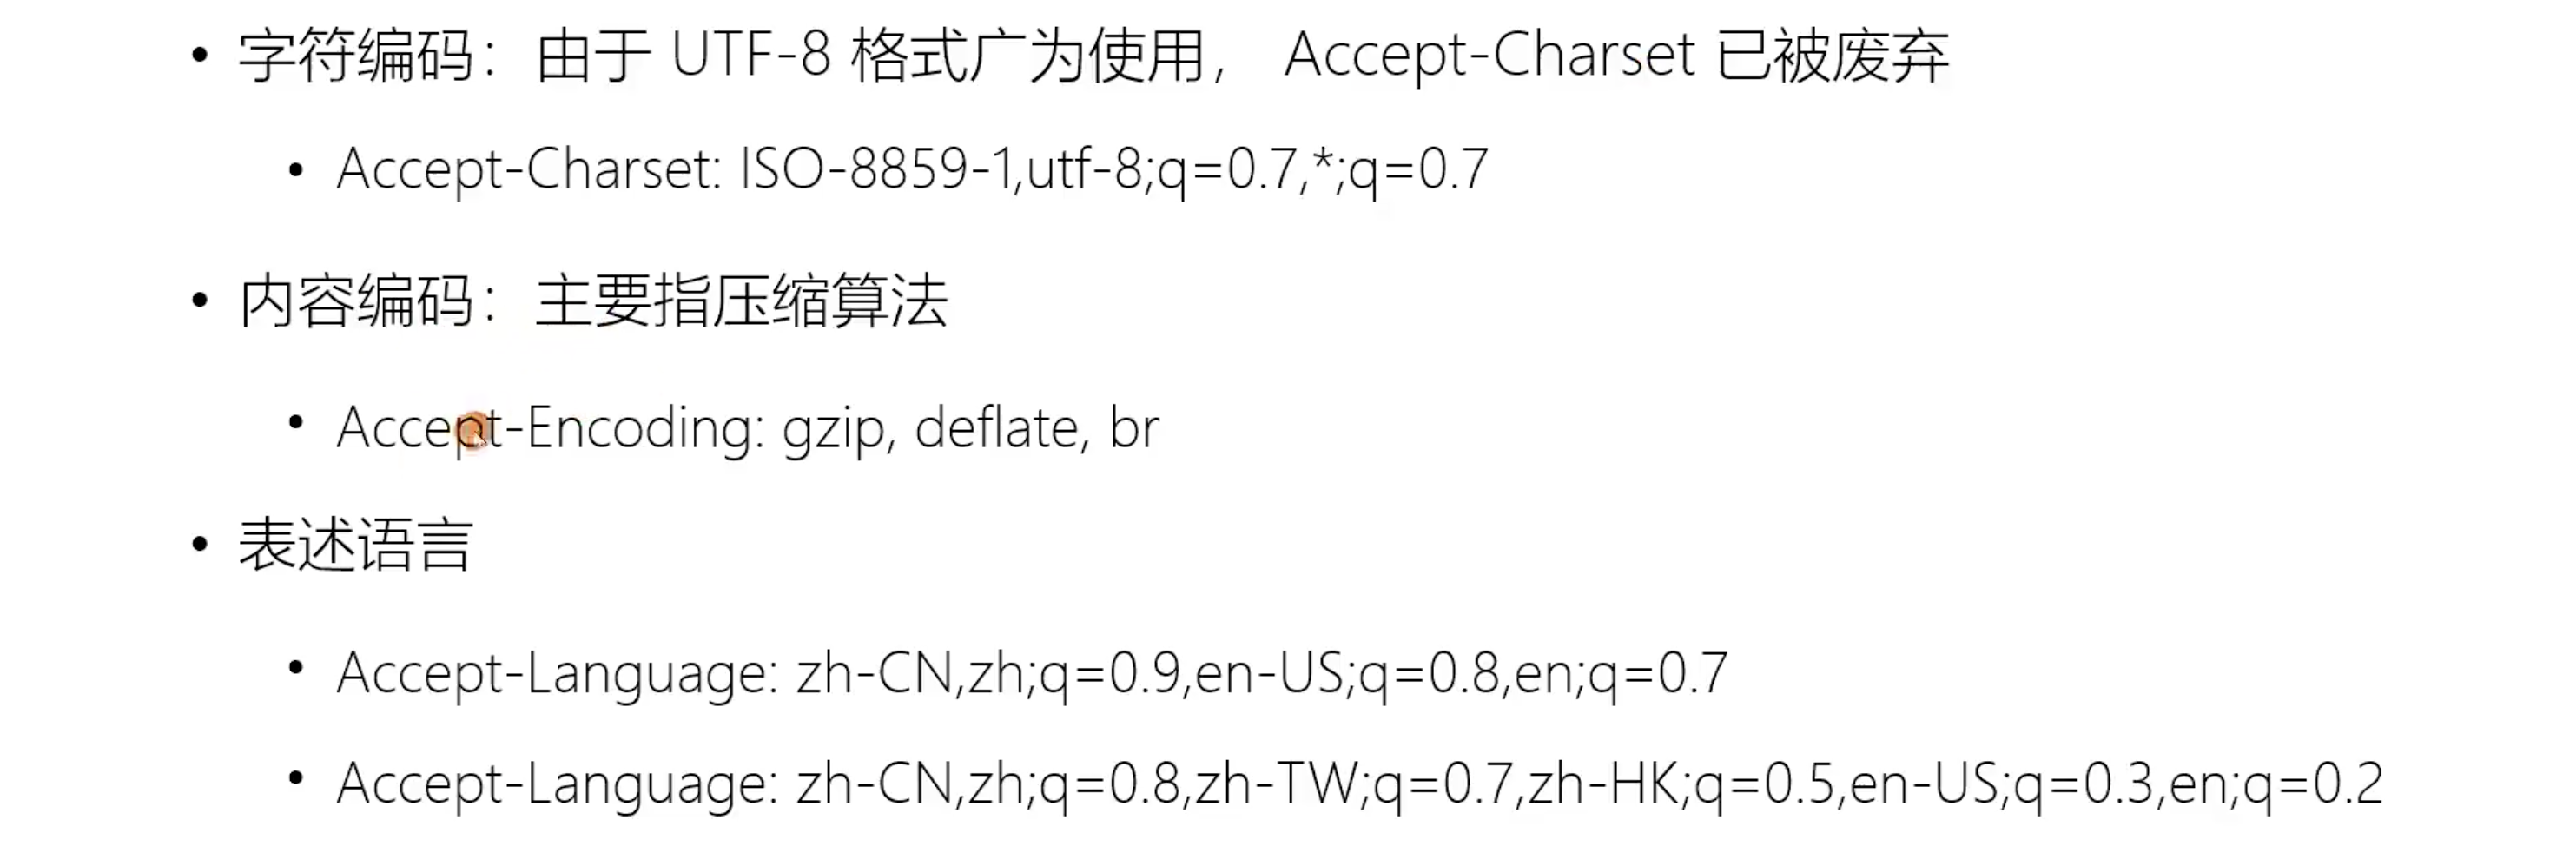 • 字符编码：由于 UTF-8 格式广为使用， Accept-Charset 已被废弃
• Accept-Charset: ISO-8859-1,utf-8;q=0.7,*;q=0.7
• 内容编码：主要指压缩算法
• Accept-Encoding: gzip, deflate, br
• 表述语言
• Accept-Language: zh-CN,zh;q=0.9,en-US;q=0.8,en;q=0.7
• Accept-Language: zh-CN,zh;q=0.8,zh-TW;q=0.7,zh-HK;q=0.5,en-US;q=0.3,en;q=0.2